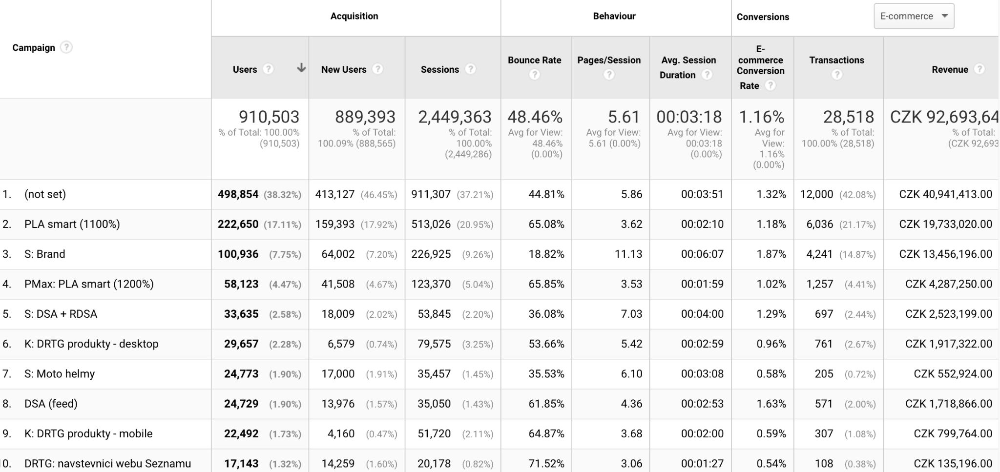 Acquisition Behaviour Conversions E-commerce
Campaign ?
Users ? New Users ? Sessions ? Bounce Rate ? Pages/Session ? Avg. Session Duration ? E-commerce Conversion Rate ? Transactions ? Revenue ?
910,503 889,393 2,449,363 48.46% 5.61 00:03:18 1.16% 28,518 CZK 92,693,64
% of Total: 100.00% (910,503) % of Total: 100.09% (888,565) % of Total: 100.00% (2,449,286) Avg for View: 48.46% (0.00%) Avg for View: 5.61 (0.00%) Avg for View: 00:03:18 (0.00%) Avg for View: 1.16% (0.00%) % of Total: 100.00% (28,518) % of Total: (CZK 92,693
1. (not set) 498,854 (38.32%) 413,127 (46.45%) 911,307 (37.21%) 44.81% 5.86 00:03:51 1.32% 12,000 (42.08%) CZK 40,941,413.00
2. PLA smart (1100%) 222,650 (17.11%) 159,393 (17.92%) 513,026 (20.95%) 65.08% 3.62 00:02:10 1.18% 6,036 (21.17%) CZK 19,733,020.00
3. S: Brand 100,936 (7.75%) 64,002 (7.20%) 226,925 (9.26%) 18.82% 11.13 00:06:07 1.87% 4,241 (14.87%) CZK 13,456,196.00
4. PMax: PLA smart (1200%) 58,123 (4.47%) 41,508 (4.67%) 123,370 (5.04%) 65.85% 3.53 00:01:59 1.02% 1,257 (4.41%) CZK 4,287,250.00
5. S: DSA + RDSA 33,635 (2.58%) 18,009 (2.02%) 53,845 (2.20%) 36.08% 7.03 00:04:00 1.29% 697 (2.44%) CZK 2,523,199.00
6. K: DRTG produkty - desktop 29,657 (2.28%) 6,579 (0.74%) 79,575 (3.25%) 53.66% 5.42 00:02:59 0.96% 761 (2.67%) CZK 1,917,322.00
7. S: Moto helmy 24,773 (1.90%) 17,000 (1.91%) 35,457 (1.45%) 35.53% 6.10 00:03:08 0.58% 205 (0.72%) CZK 552,924.00
8. DSA (feed) 24,729 (1.90%) 13,976 (1.57%) 35,050 (1.43%) 61.85% 4.36 00:02:53 1.63% 571 (2.00%) CZK 1,718,866.00
9. K: DRTG produkty - mobile 22,492 (1.73%) 4,160 (0.47%) 51,720 (2.11%) 64.87% 3.68 00:02:00 0.59% 307 (1.08%) CZK 799,764.00
10. DRTG: navstevnici webu Seznamu 17,143 (1.32%) 14,259 (1.60%) 20,178 (0.82%) 71.52% 3.06 00:01:27 0.54% 108 (0.38%) CZK 135,196.00